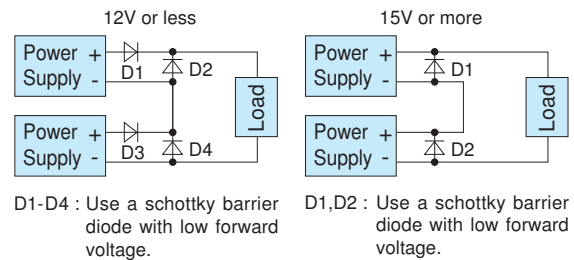 12V or less
Power +
Supply -
D1
D2
Load
Power +
Supply -
D3
D4
D1-D4 : Use a schottky barrier
diode with low forward
voltage.
15V or more
Power +
Supply -
D1
Load
Power +
Supply -
D2
D1,D2 : Use a schottky barrier
diode with low forward
voltage.